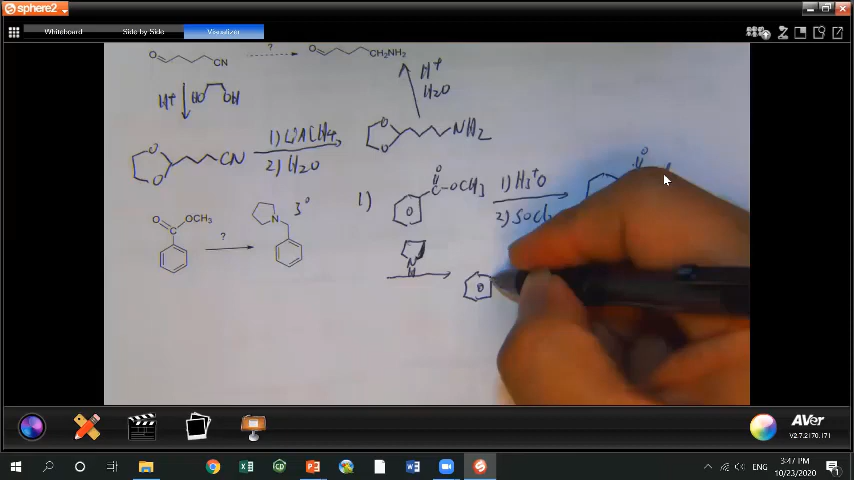 sphere2
Whiteboard
Side by Side
Visualizer
O CN ? O CH2NH2
H+ HO OH
H+
H2O
O O CN 1) LiAlH4 2) H2O O O NH2
1) O C OCH3 1) H3+O 2) SOCl2 O
O OCH3 ? N 3°
N H
AVer
V2.7.2170.171
ENG
3:47 PM
10/23/2020